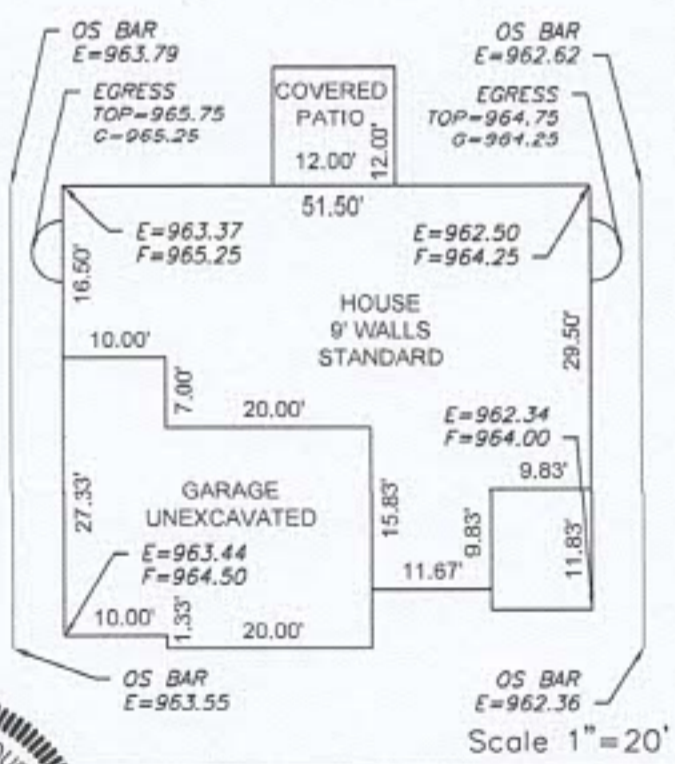 OS BAR
E=963.79
OS BAR
E=962.62
EGRESS
TOP=965.75
G=965.25
COVERED
PATIO
12.00'
12.00'
EGRESS
TOP=964.75
G=964.25
51.50'
E=963.37
F=965.25
E=962.50
F=964.25
16.50'
HOUSE
9' WALLS
STANDARD
29.50'
10.00'
7.00'
20.00'
E=962.34
F=964.00
9.83'
27.33'
GARAGE
UNEXCAVATED
15.83'
9.83'
11.83'
E=963.44
F=964.50
11.67'
10.00'
1.33'
20.00'
OS BAR
E=963.55
OS BAR
E=962.36
Scale 1"=20'